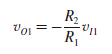 v_{O1} = -\frac{R_2}{R_1} v_{I1}